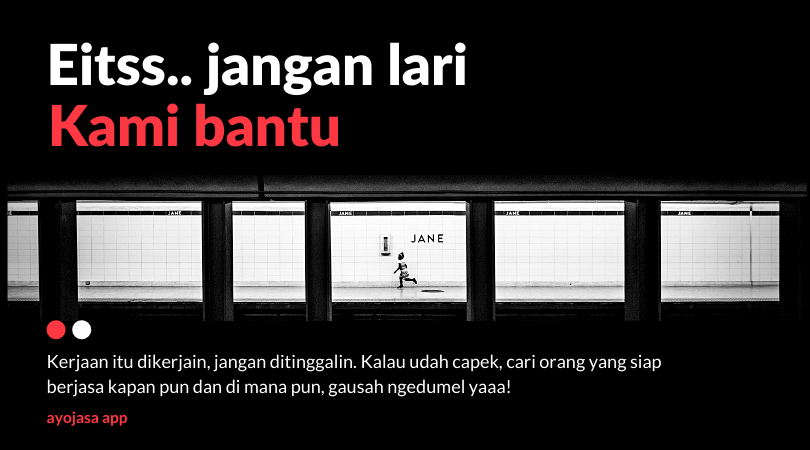 Eitss.. jangan lari
Kami bantu
JANE
JANE
JANE
JANE
JANE
Kerjaan itu dikerjain, jangan ditinggalin. Kalau udah capek, cari orang yang siap
berjasa kapan pun dan di mana pun, gausah ngedumel yaaa!
ayojasa app